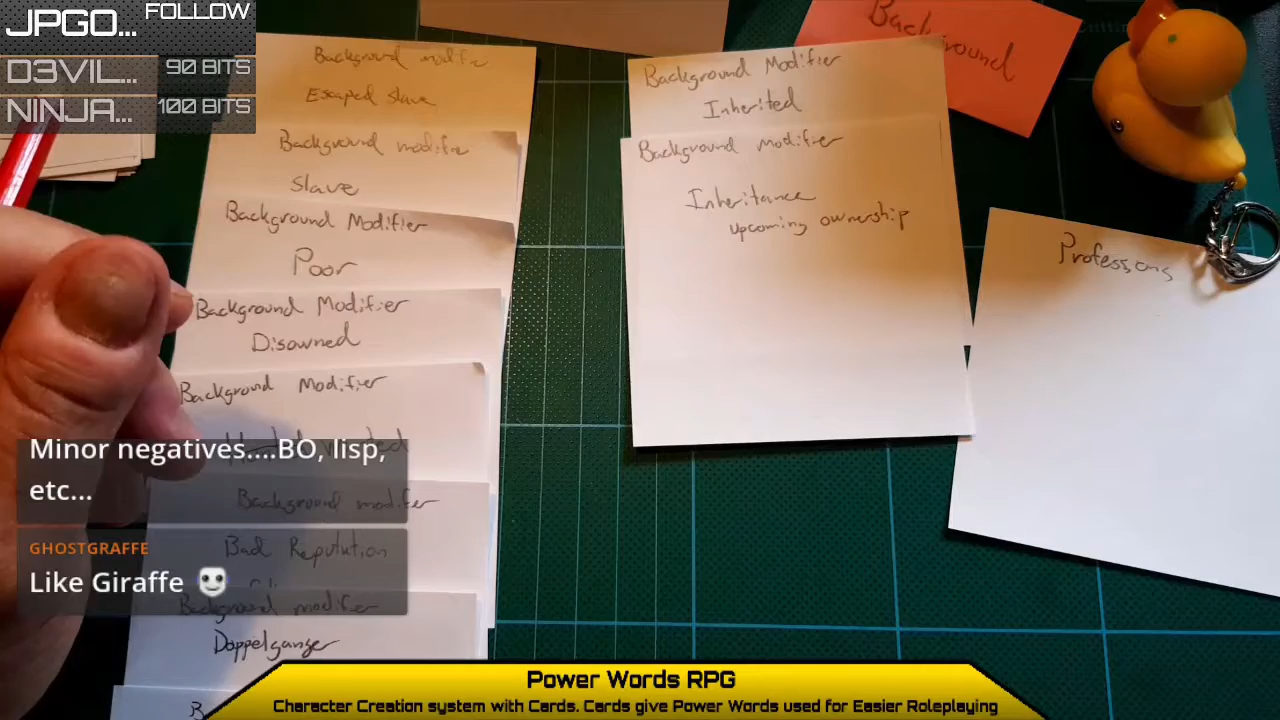 JPGO... FOLLOW
D3VIL... 90 BITS
NINJA... 100 BITS
Background modifier
Escaped Slave
Background modifier
Slave
Background Modifier
Poor
Background Modifier
Disowned
Background Modifier
Background modifier
Bad Reputation
Background modifier
Doppelganger
Background Modifier
Inherited
Background Modifier
Inheritance
upcoming ownership
Background
Professions
Minor negatives....BO, lisp,
etc...
GHOSTGRAFFE
Like Giraffe
Power Words RPG
Character Creation system with Cards. Cards give Power Words used for Easier Roleplaying